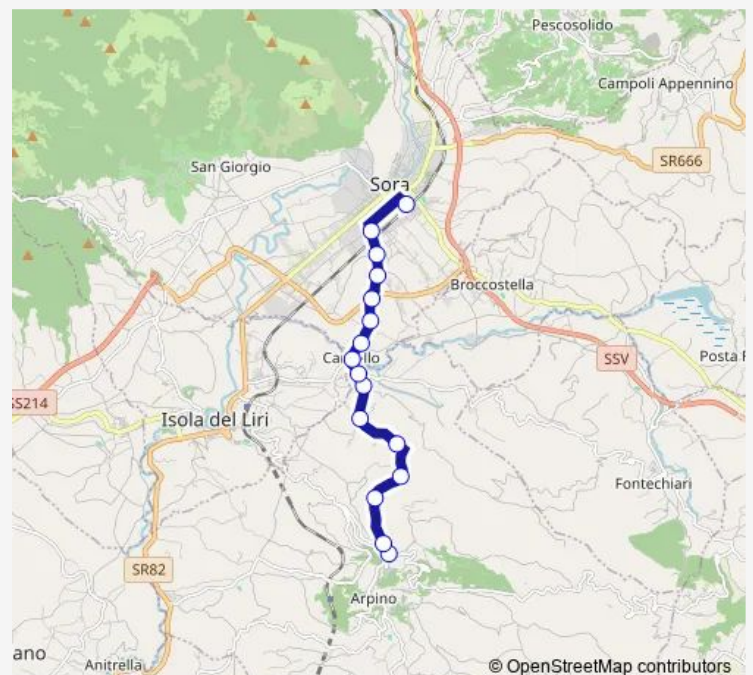 Pescosolido
Campoli Appennino
San Giorgio
SR666
Sora
Broccostella
SSV
Posta F
SS214
Isola del Liri
Fontechiari
SR82
Arpino
ano
Anitrella
© OpenStreetMap contributors